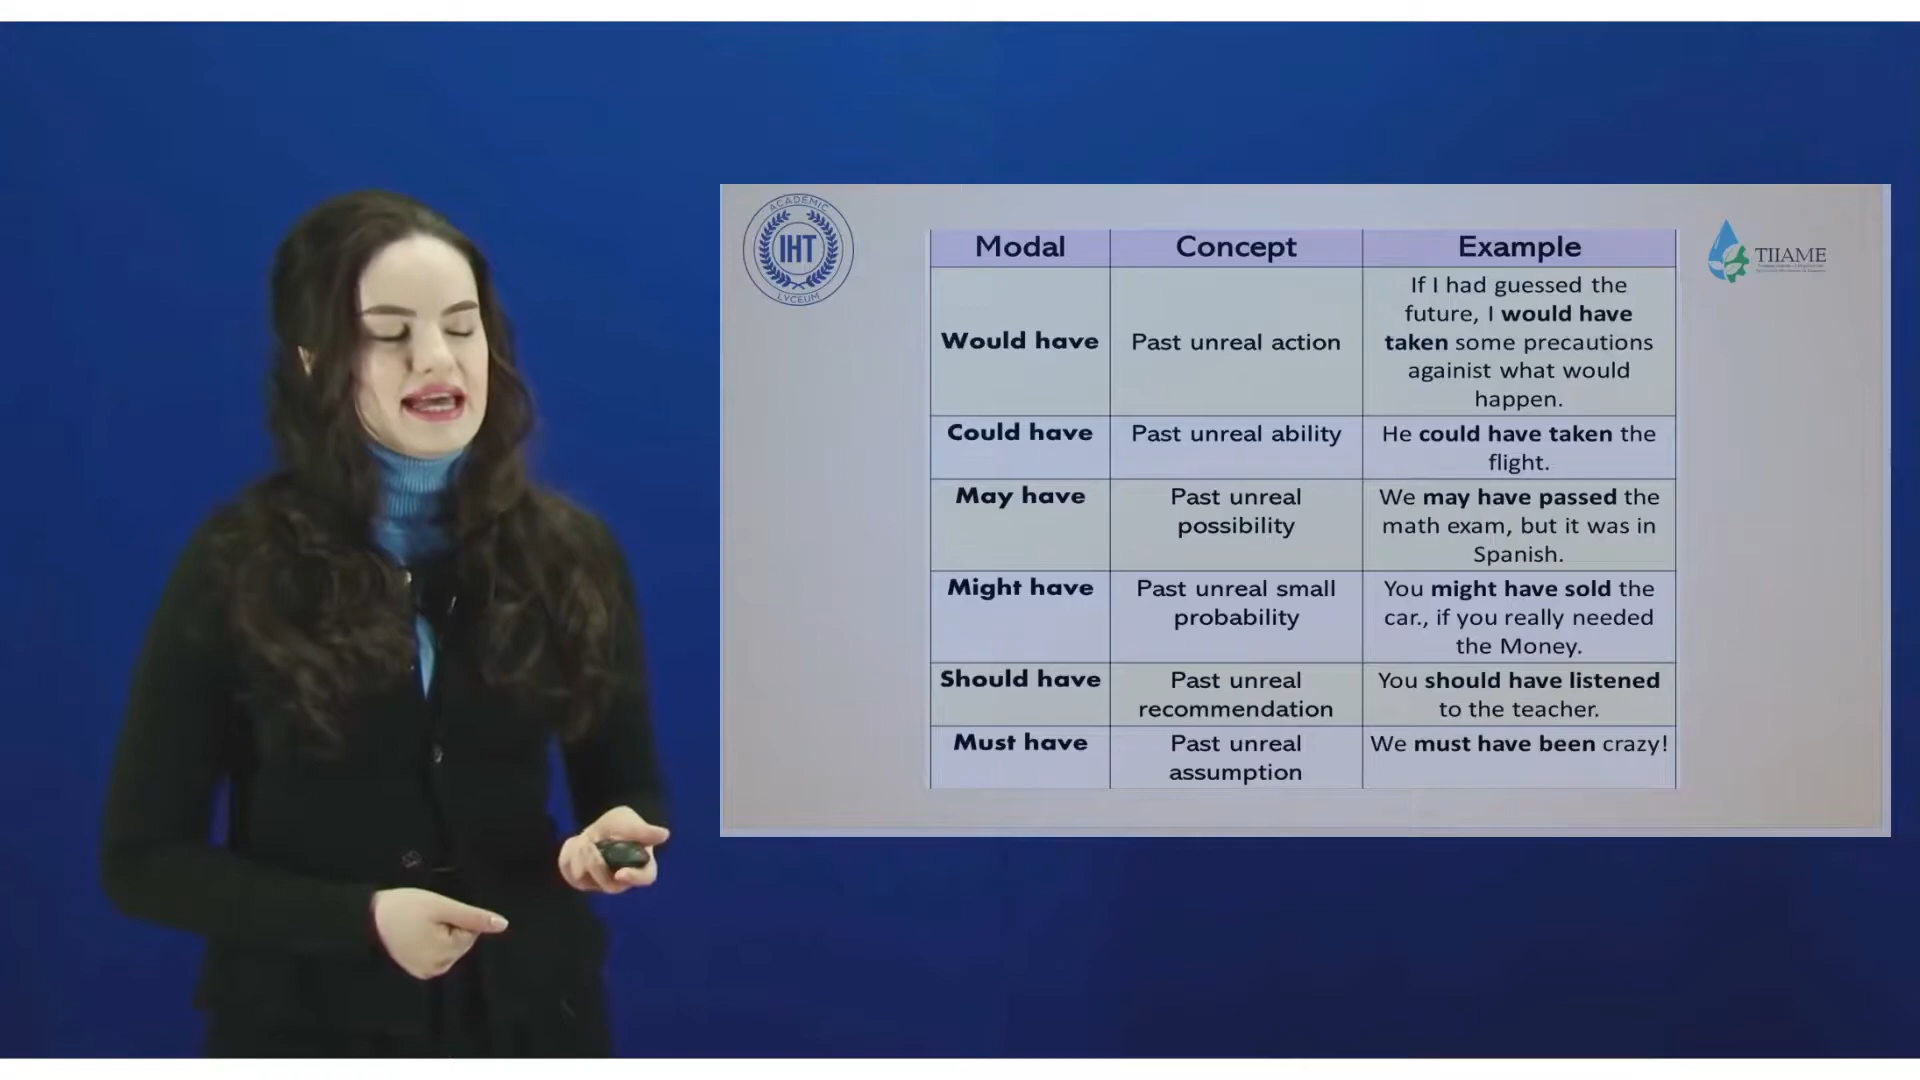 ACADEMIC
IHT
LYCEUM
TIIAME
Modal Concept Example
Would have Past unreal action If I had guessed the
future, I would have
taken some precautions
againist what would
happen.
Could have Past unreal ability He could have taken the
flight.
May have Past unreal We may have passed the
possibility math exam, but it was in
Spanish.
Might have Past unreal small You might have sold the
probability car., if you really needed
the Money.
Should have Past unreal You should have listened
recommendation to the teacher.
Must have Past unreal We must have been crazy!
assumption